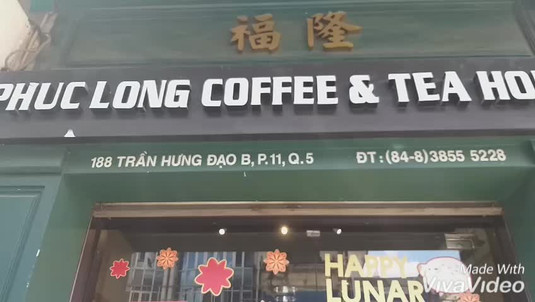 福隆
PHUC LONG COFFEE & TEA HO
188 TRẦN HƯNG ĐẠO B, P.11, Q.5 ĐT: (84-8)3855 5228
HAPPY
LUNAR
Made With
VivaVideo